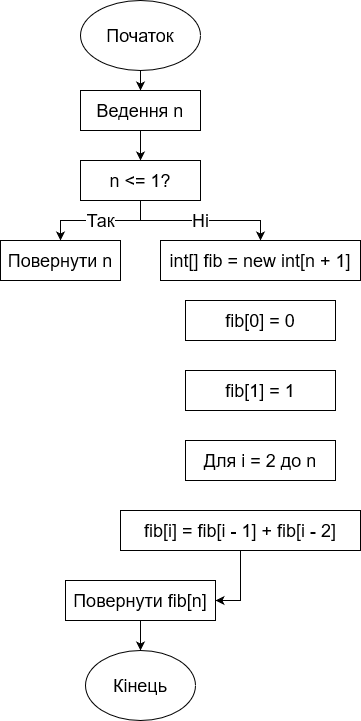 Початок
Ведення n
n <= 1?
Так
Ні
Повернути n
int[] fib = new int[n + 1]
fib[0] = 0
fib[1] = 1
Для i = 2 до n
fib[i] = fib[i - 1] + fib[i - 2]
Повернути fib[n]
Кінець